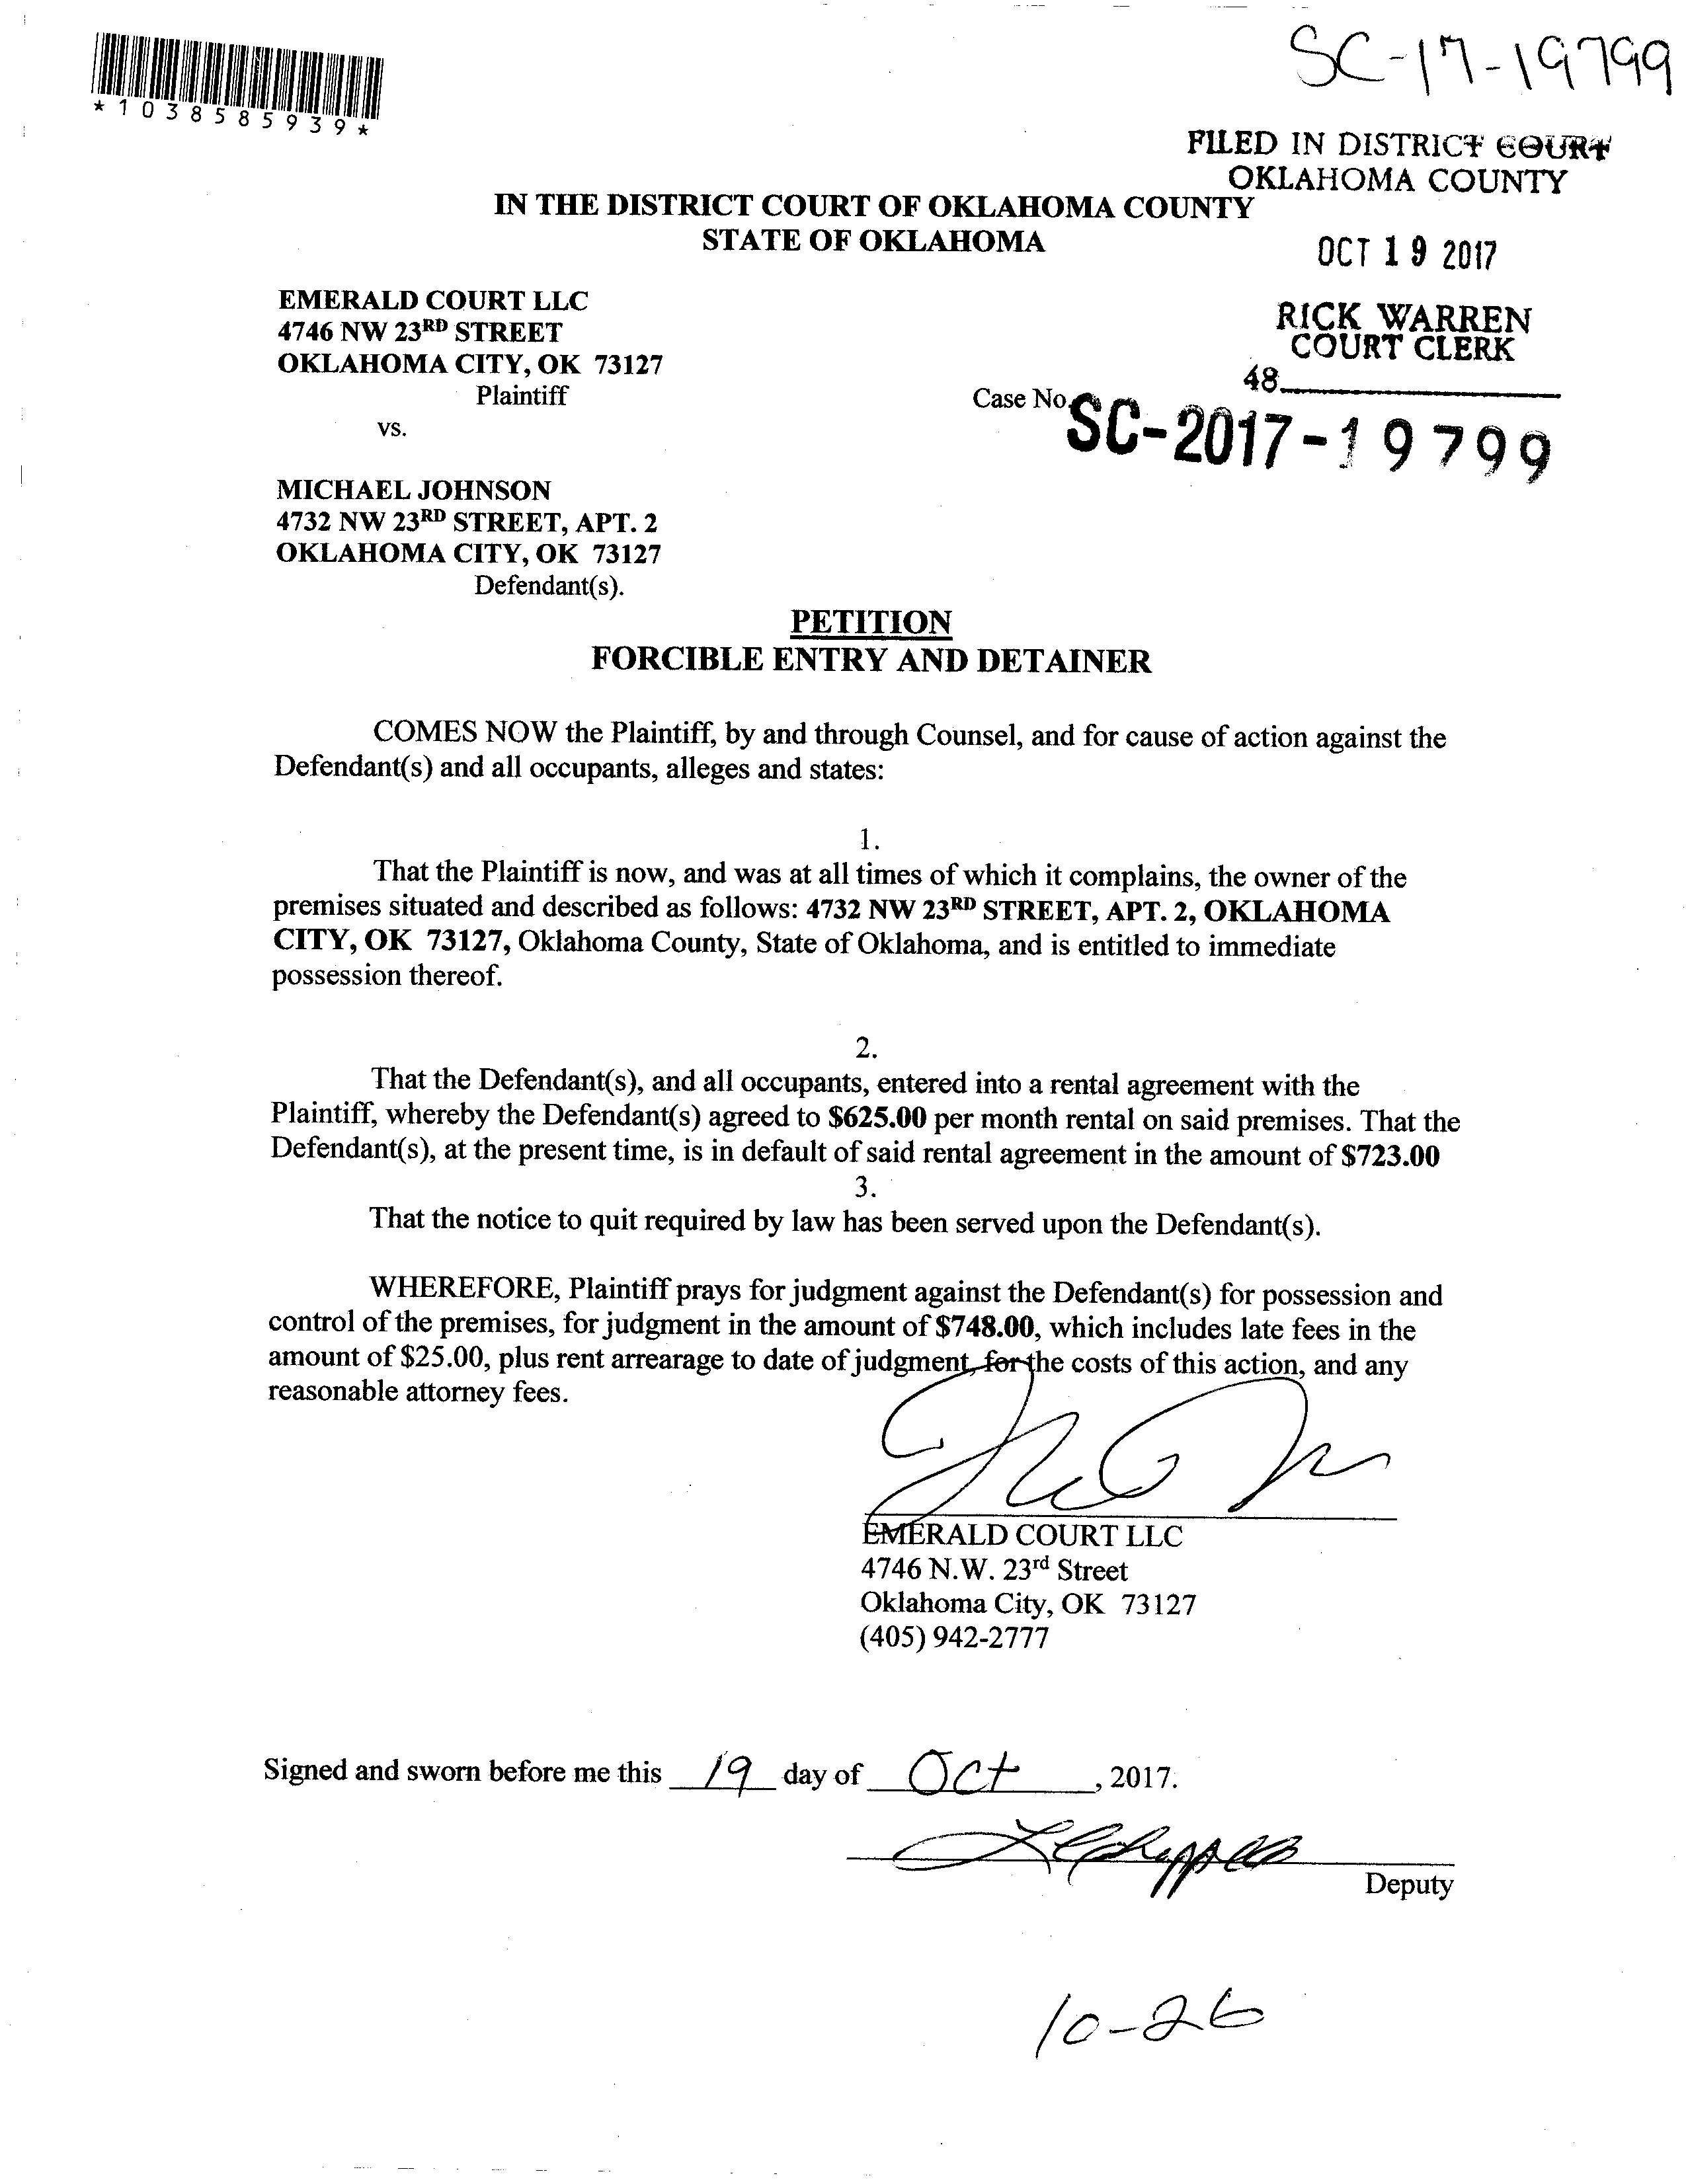 SC-17-19799
*1038585939*
FILED IN DISTRICT COURT
OKLAHOMA COUNTY
IN THE DISTRICT COURT OF OKLAHOMA COUNTY
STATE OF OKLAHOMA
OCT 19 2017
EMERALD COURT LLC
4746 NW 23RD STREET
OKLAHOMA CITY, OK 73127
Plaintiff
RICK WARREN
COURT CLERK
48
Case No.
SC-2017-19799
vs.
MICHAEL JOHNSON
4732 NW 23RD STREET, APT. 2
OKLAHOMA CITY, OK 73127
Defendant(s).
PETITION
FORCIBLE ENTRY AND DETAINER
COMES NOW the Plaintiff, by and through Counsel, and for cause of action against the
Defendant(s) and all occupants, alleges and states:
1.
That the Plaintiff is now, and was at all times of which it complains, the owner of the
premises situated and described as follows: 4732 NW 23RD STREET, APT. 2, OKLAHOMA
CITY, OK 73127, Oklahoma County, State of Oklahoma, and is entitled to immediate
possession thereof.
2.
That the Defendant(s), and all occupants, entered into a rental agreement with the
Plaintiff, whereby the Defendant(s) agreed to $625.00 per month rental on said premises. That the
Defendant(s), at the present time, is in default of said rental agreement in the amount of $723.00
3.
That the notice to quit required by law has been served upon the Defendant(s).
WHEREFORE, Plaintiff prays for judgment against the Defendant(s) for possession and
control of the premises, for judgment in the amount of $748.00, which includes late fees in the
amount of $25.00, plus rent arrearage to date of judgment, for the costs of this action, and any
reasonable attorney fees.
EMERALD COURT LLC
4746 N.W. 23rd Street
Oklahoma City, OK 73127
(405) 942-2777
Signed and sworn before me this 19 day of Oct, 2017.
Deputy
10-26